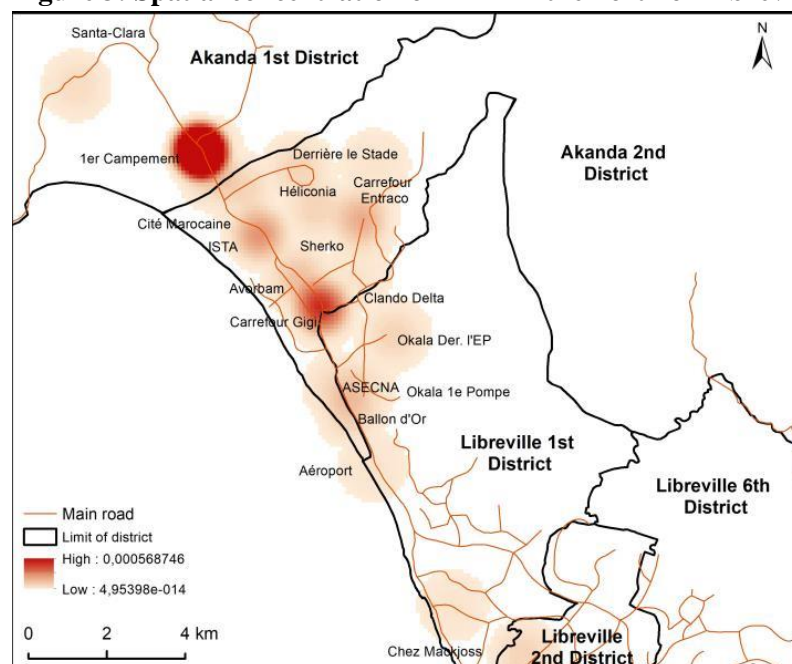 Santa-Clara
N
Akanda 1st District
1er Campement
Derrière le Stade
Akanda 2nd
District
Héliconia
Carrefour
Entraco
Cité Marocaine
ISTA
Sherko
Avorbam
Clando Delta
Carrefour Gigi
Okala Der. l'EP
ASECNA
Okala 1e Pompe
Ballon d'Or
Libreville 1st
District
Aéroport
Libreville 6th
District
Main road
Limit of district
High : 0,000568746
Low : 4,95398e-014
0 2 4 km
Libreville
2nd District
Chez Mackjoss